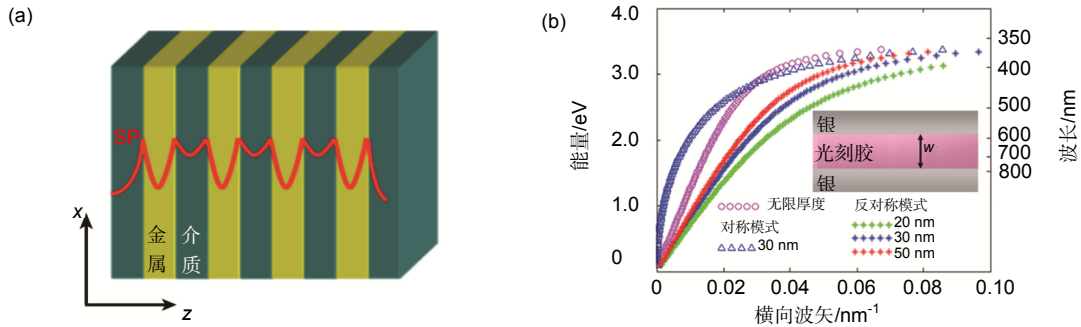 (a)
SP
x
z
金属
介质
(b)
能量/eV
4.0
3.0
2.0
1.0
0
0
0.02
0.04
0.06
0.08
0.10
横向波矢/nm⁻¹
350
400
500
600
700
800
波长/nm
银
光刻胶
w
银
无限厚度
对称模式
30 nm
反对称模式
20 nm
30 nm
50 nm